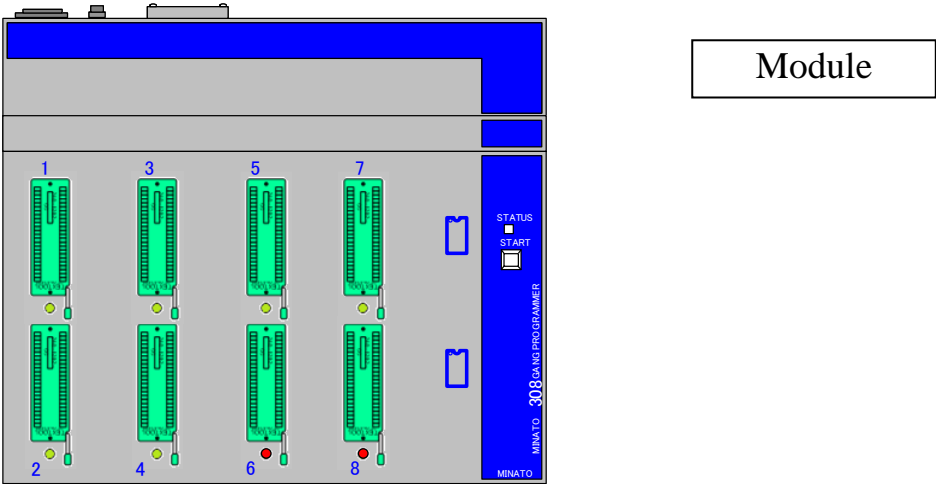 Module
1 3 5 7
STATUS
START
MINATO 308 GANG PROGRAMMER
2 4 6 8
MINATO